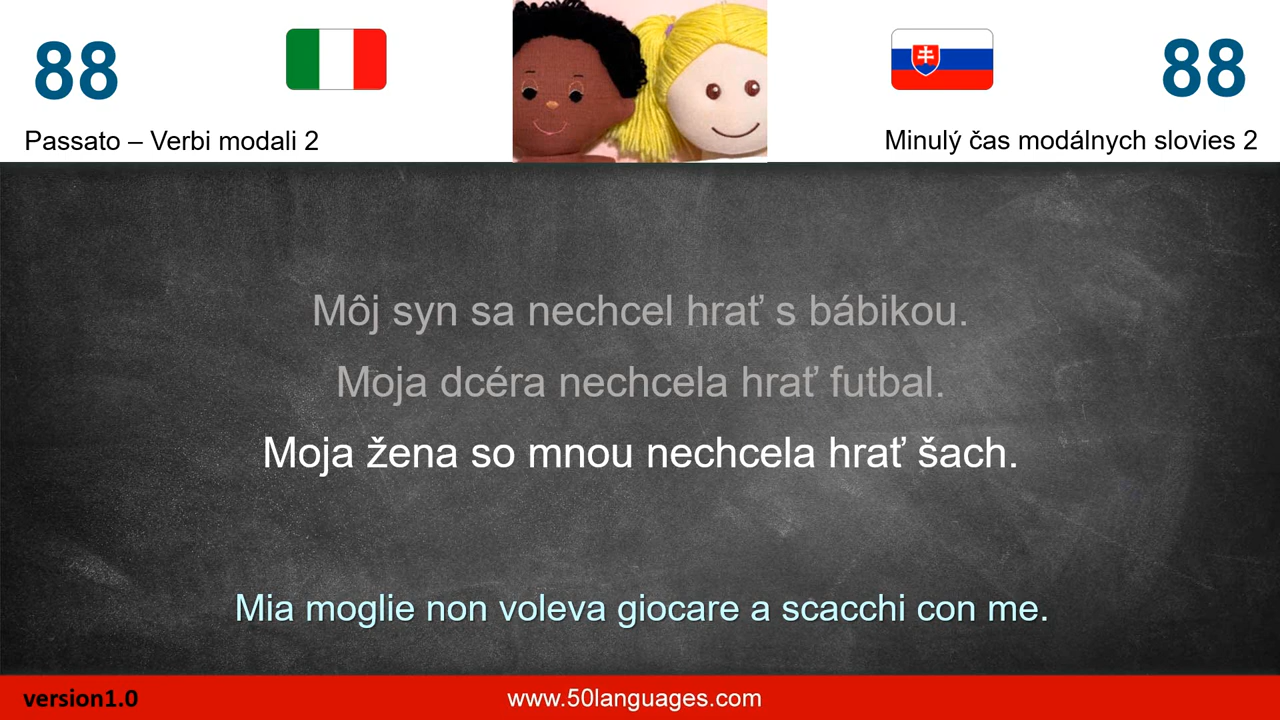 88
88
Passato – Verbi modali 2
Minulý čas modálnych slovies 2
Môj syn sa nechcel hrať s bábikou.
Moja dcéra nechcela hrať futbal.
Moja žena so mnou nechcela hrať šach.
Mia moglie non voleva giocare a scacchi con me.
version1.0
www.50languages.com